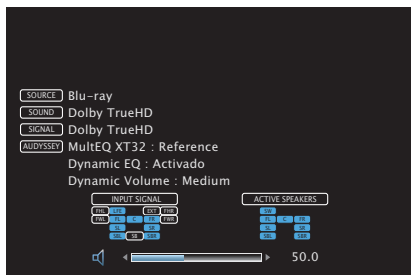 SOURCE Blu-ray
SOUND Dolby TrueHD
SIGNAL Dolby TrueHD
AUDYSSEY MultEQ XT32 : Reference
Dynamic EQ : Activado
Dynamic Volume : Medium
INPUT SIGNAL ACTIVE SPEAKERS
FHL LFE EXT FHR SW
FWL FL C FR FWR FL C FR
SL SR SL SR
SBL SB SBR SBL SBR
50.0